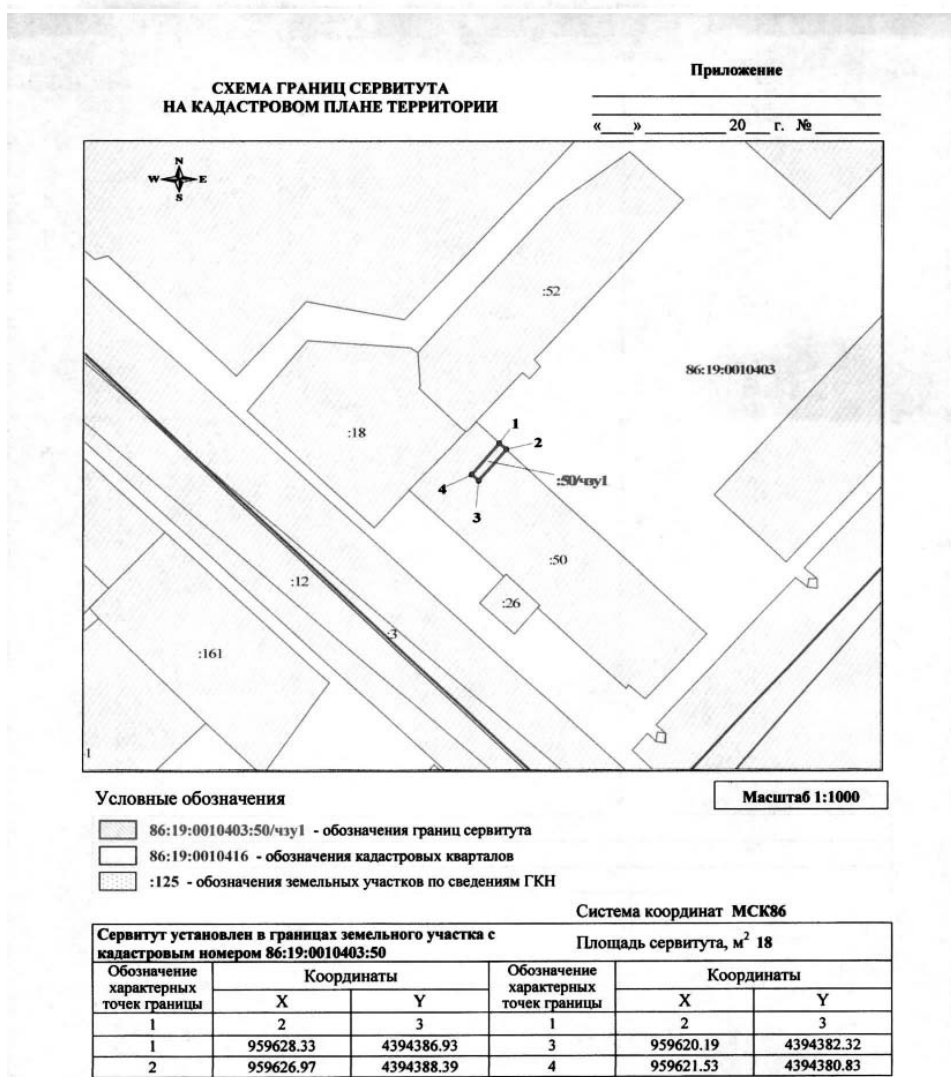 Приложение
СХЕМА ГРАНИЦ СЕРВИТУТА
НА КАДАСТРОВОМ ПЛАНЕ ТЕРРИТОРИИ
«___»________20___г. №______
N
W E
S
:52
86:19:0010403
:18
1
2
:50/чзу1
4
3
:50
:12
:26
:3
:161
1
Условные обозначения
Масштаб 1:1000
86:19:0010403:50/чзу1 - обозначения границ сервитута
86:19:0010416 - обозначения кадастровых кварталов
:125 - обозначения земельных участков по сведениям ГКН
Система координат МСК86
Сервитут установлен в границах земельного участка с
кадастровым номером 86:19:0010403:50
Площадь сервитута, м² 18
Обозначение характерных точек границы Координаты Обозначение характерных точек границы Координаты
X Y X Y
1 2 3 1 2 3
1 959628.33 4394386.93 3 959620.19 4394382.32
2 959626.97 4394388.39 4 959621.53 4394380.83